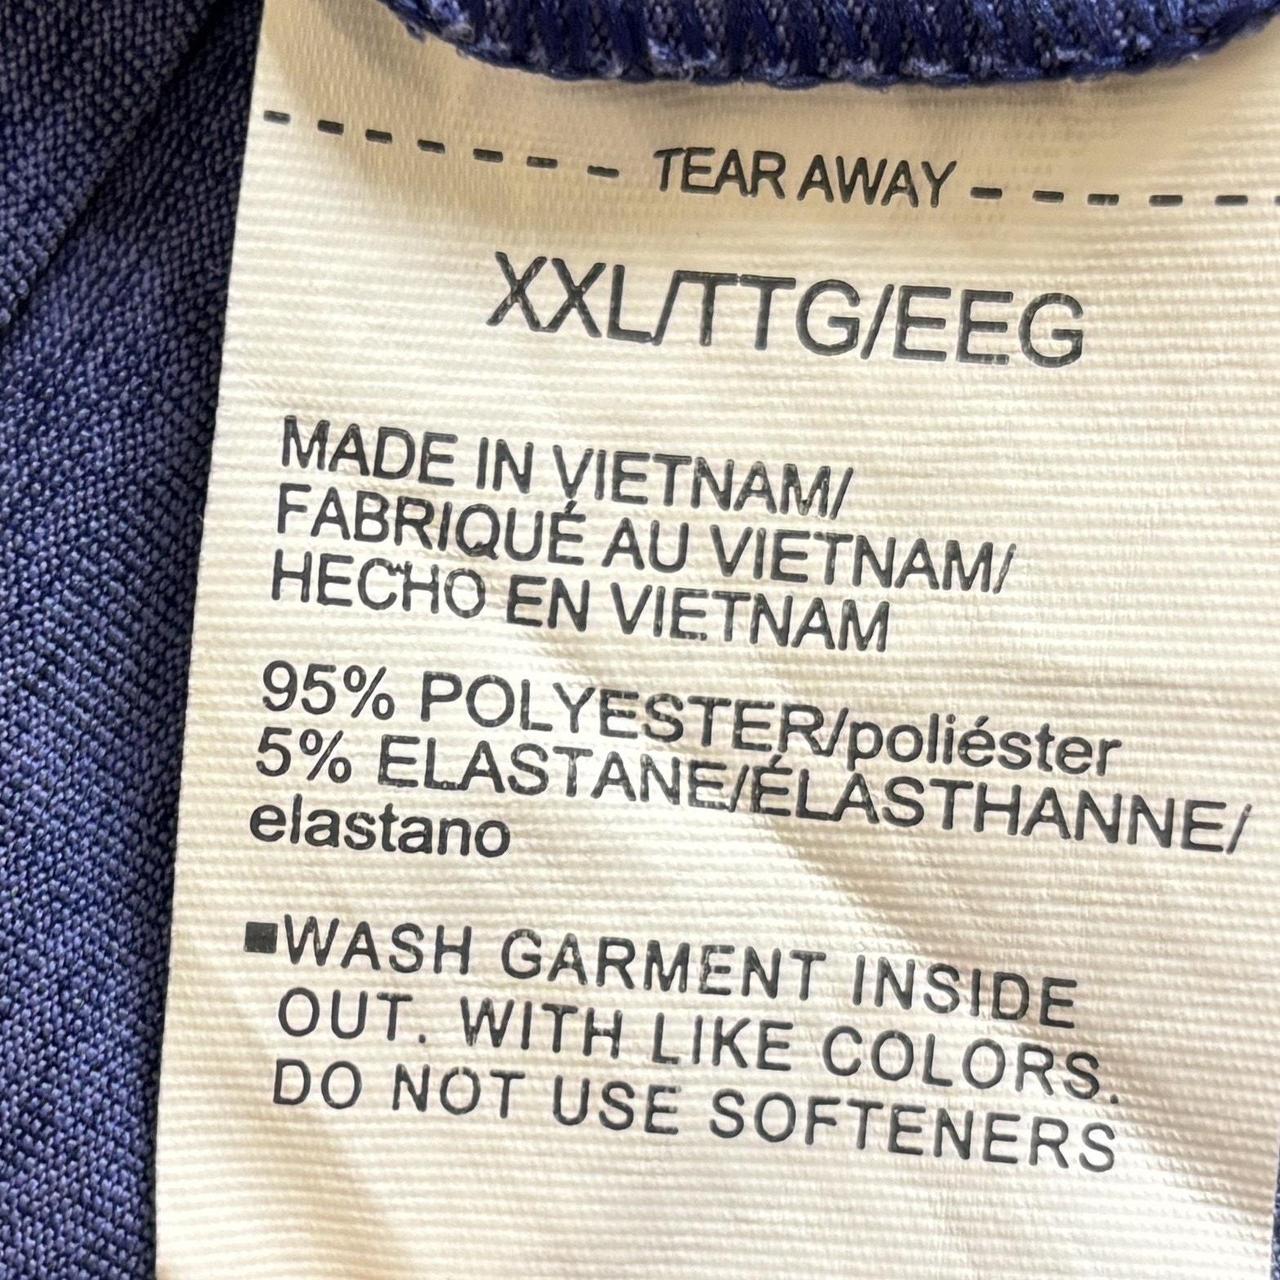 TEAR AWAY
XXL/TTG/EEG
MADE IN VIETNAM/
FABRIQUÉ AU VIETNAM/
HECHO EN VIETNAM
95% POLYESTER/poliéster
5% ELASTANE/ÉLASTHANNE/
elastano
■WASH GARMENT INSIDE
OUT. WITH LIKE COLORS.
DO NOT USE SOFTENERS